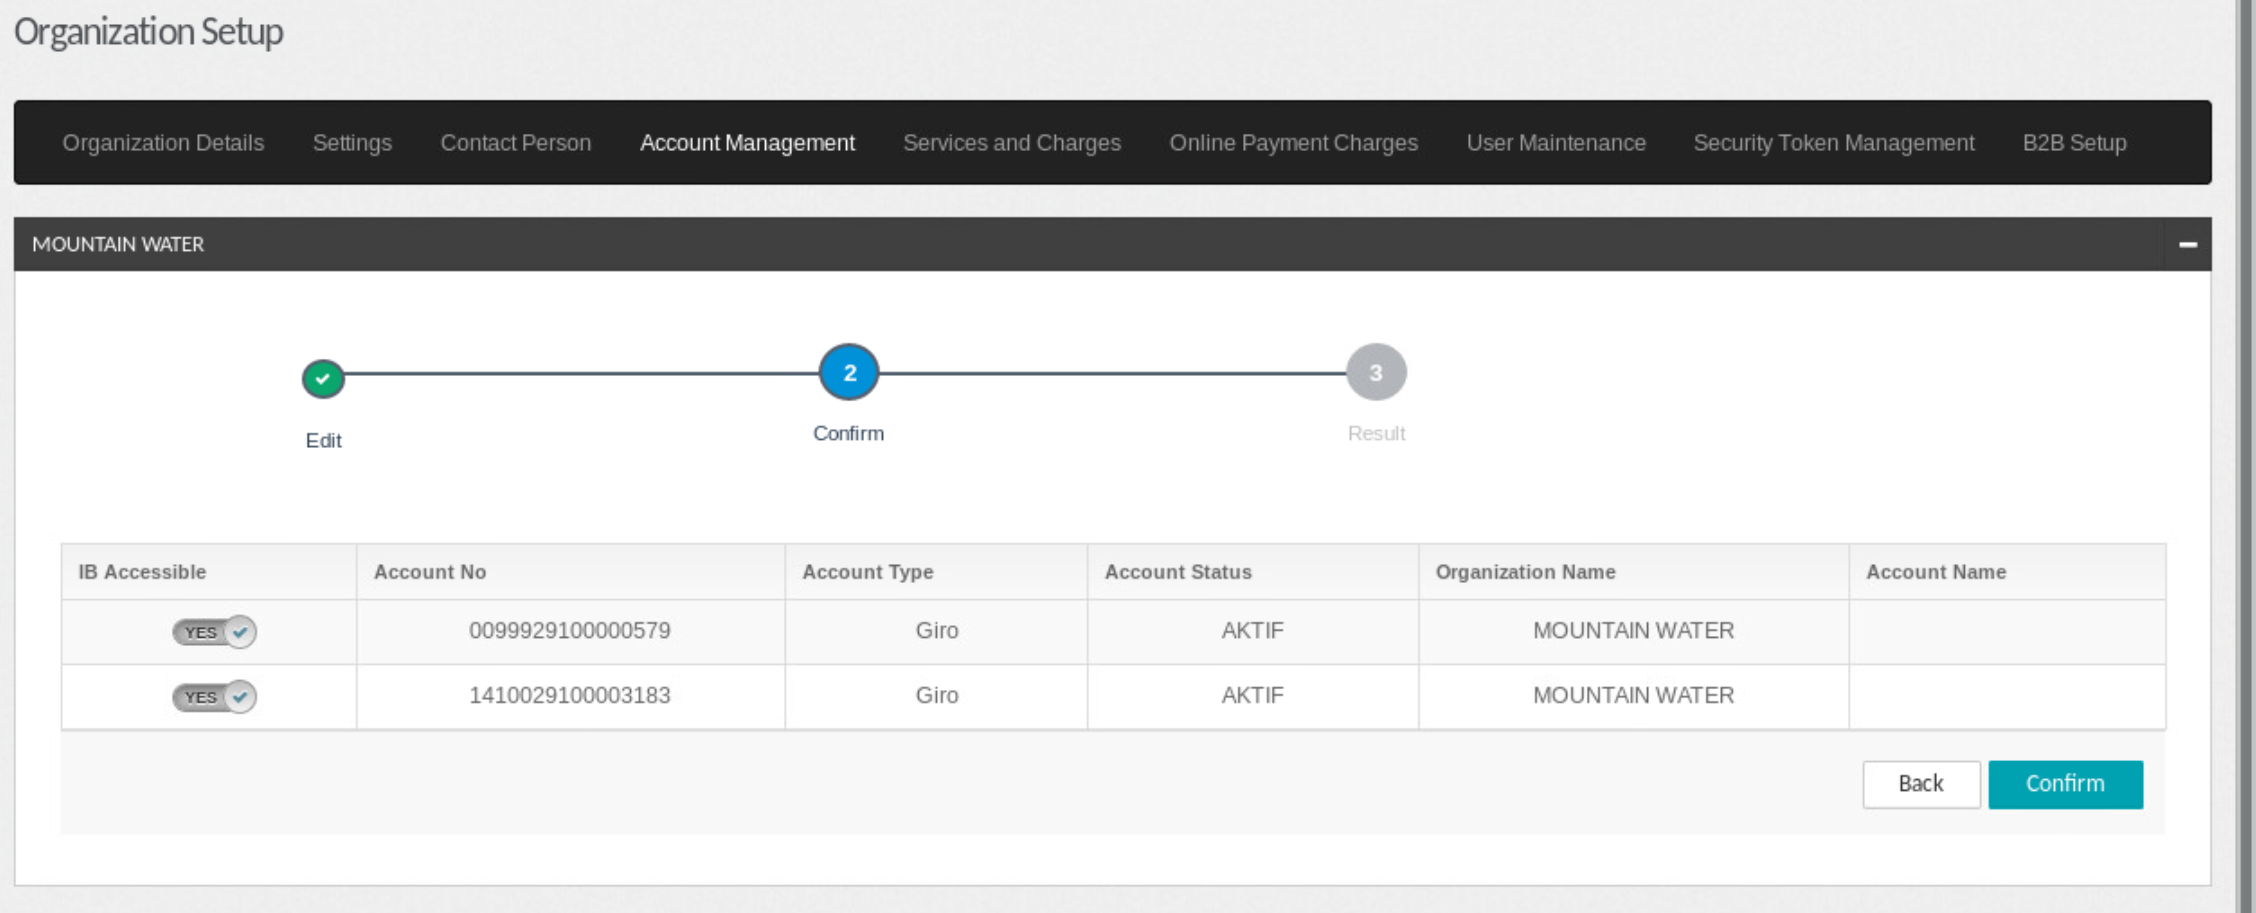 Organization Setup
Organization Details Settings Contact Person Account Management Services and Charges Online Payment Charges User Maintenance Security Token Management B2B Setup
MOUNTAIN WATER
2 3
Edit Confirm Result
IB Accessible Account No Account Type Account Status Organization Name Account Name
YES 0099929100000579 Giro AKTIF MOUNTAIN WATER
YES 1410029100003183 Giro AKTIF MOUNTAIN WATER
Back Confirm